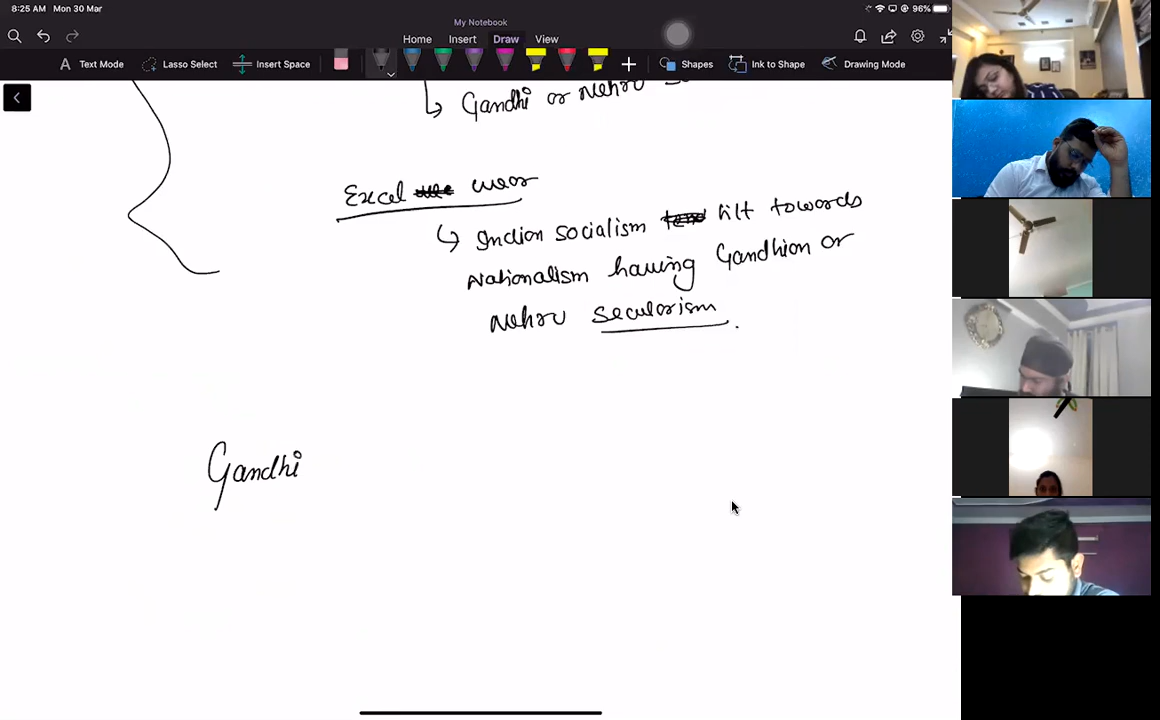 8:25 AM Mon 30 Mar
96%
My Notebook
Home Insert Draw View
Text Mode Lasso Select Insert Space Shapes Ink to Shape Drawing Mode
Gandhi or Nehru
Excel wear
Indian socialism tilt towards
Nationalism having Gandhian or
Nehru secularism.
Gandhi